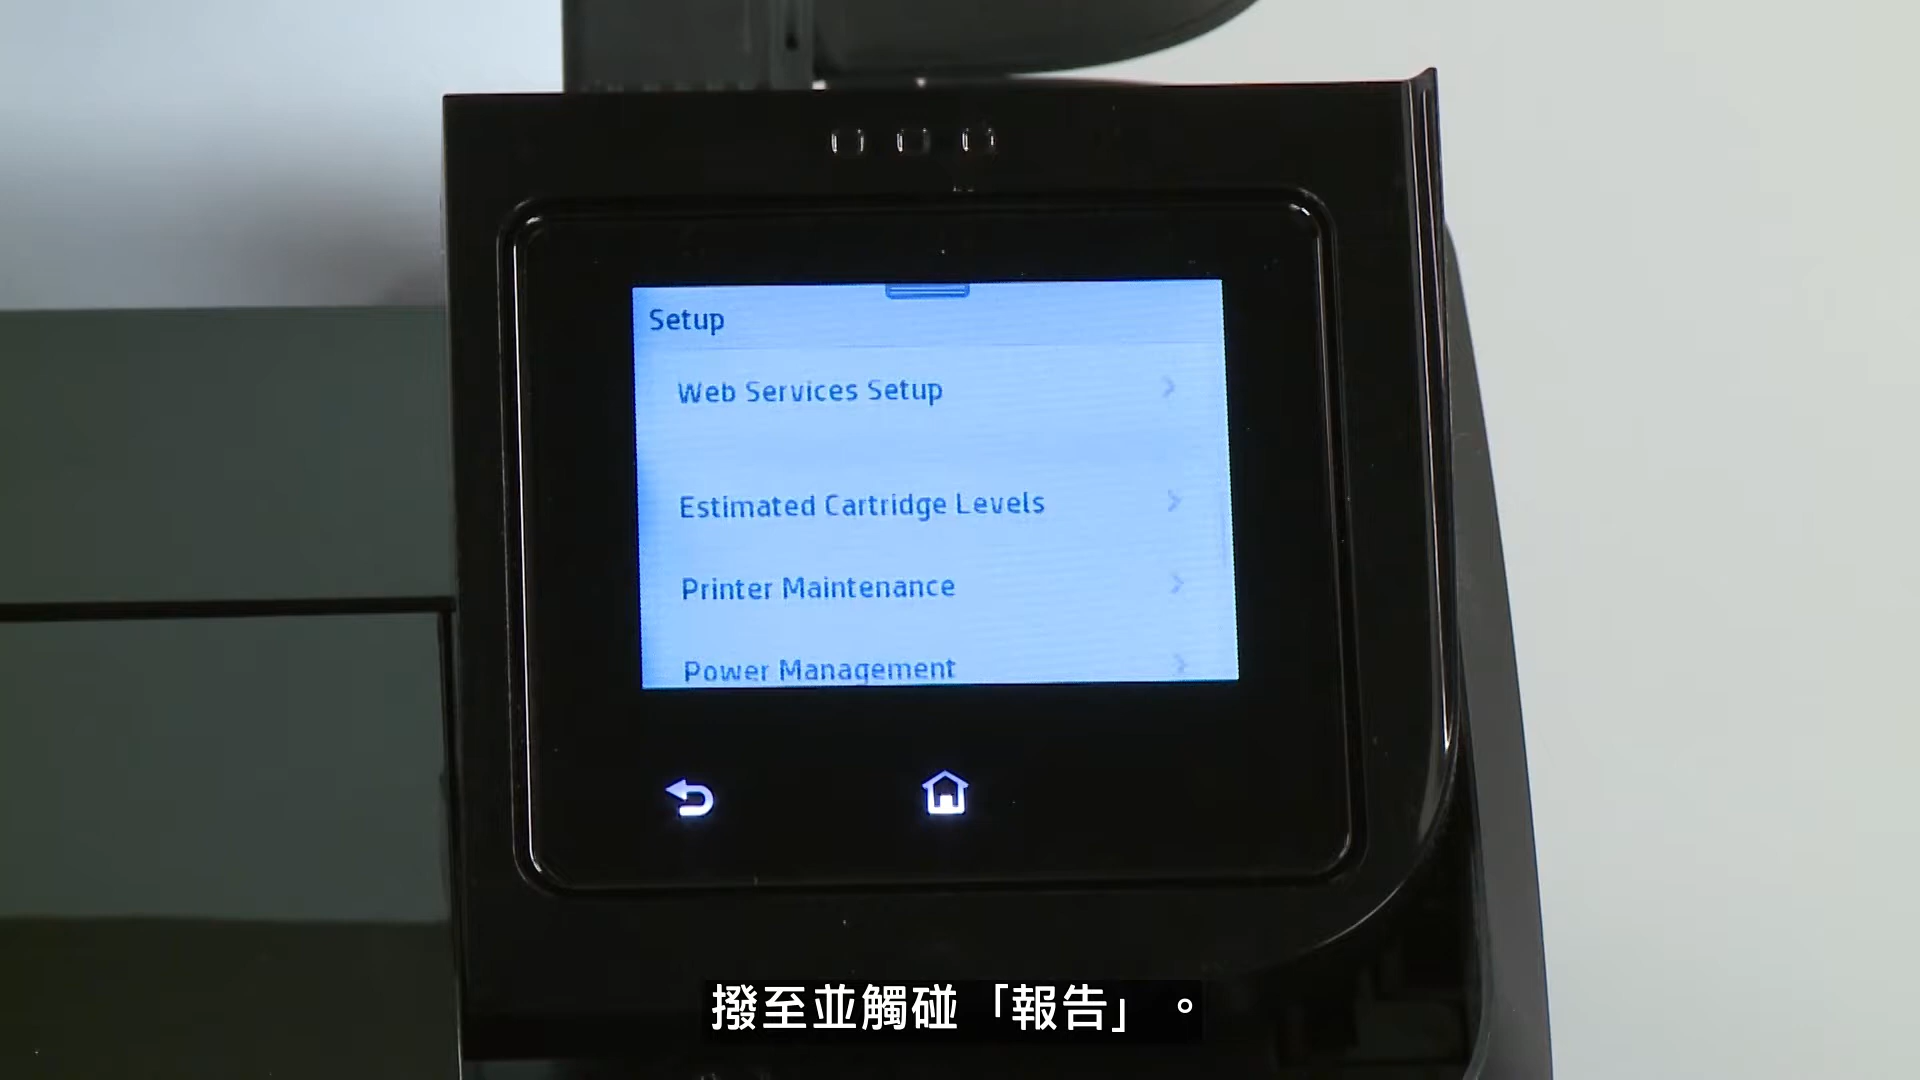 Setup
Web Services Setup
Estimated Cartridge Levels
Printer Maintenance
Power Management
撥至並觸碰「報告」。